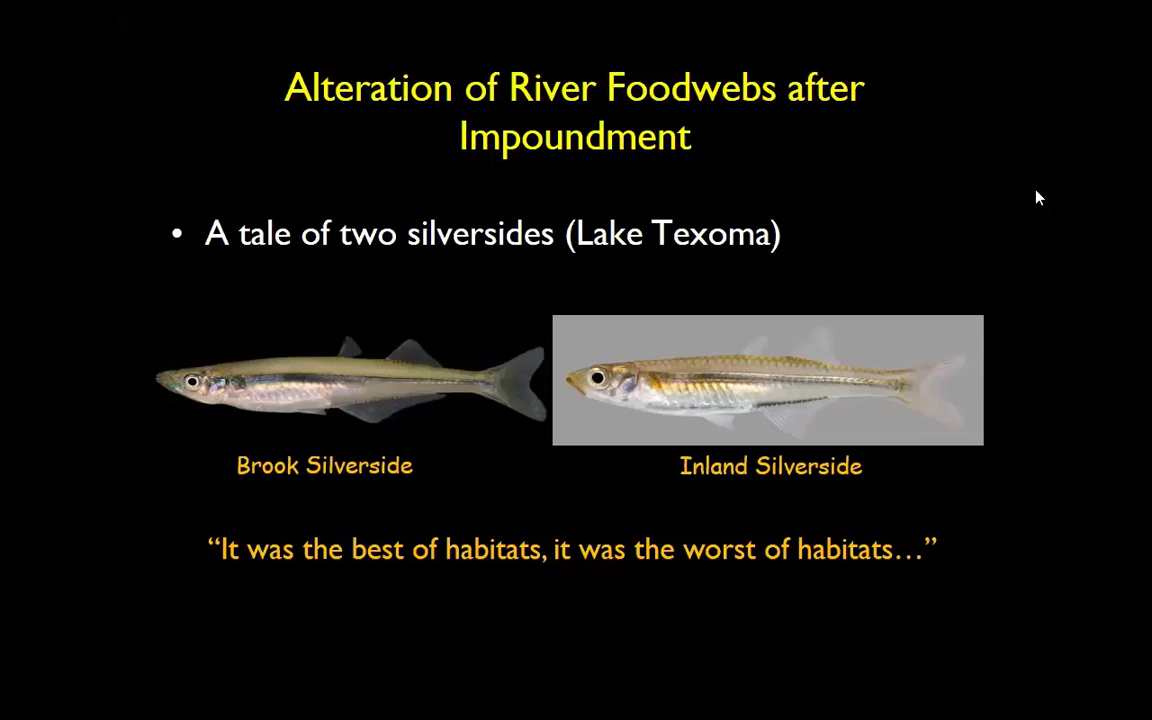 Alteration of River Foodwebs after
Impoundment
• A tale of two silversides (Lake Texoma)
Brook Silverside
Inland Silverside
“It was the best of habitats, it was the worst of habitats…”